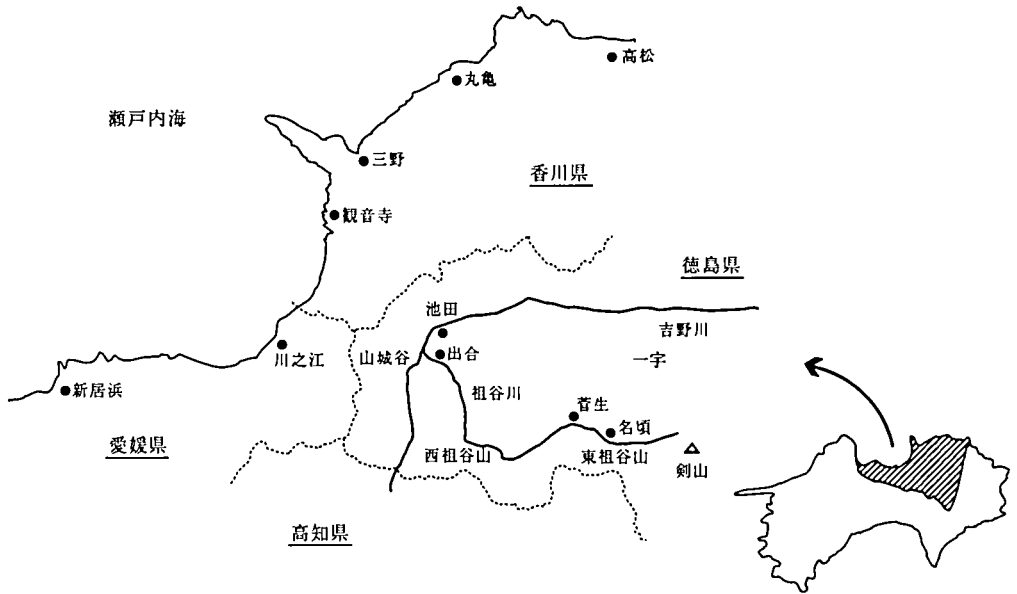 高松
丸亀
瀬戸内海
三野
香川県
観音寺
徳島県
池田
吉野川
川之江
山城谷
出合
一宇
新居浜
祖谷川
菅生
名頃
愛媛県
西祖谷山
東祖谷山
剣山
高知県